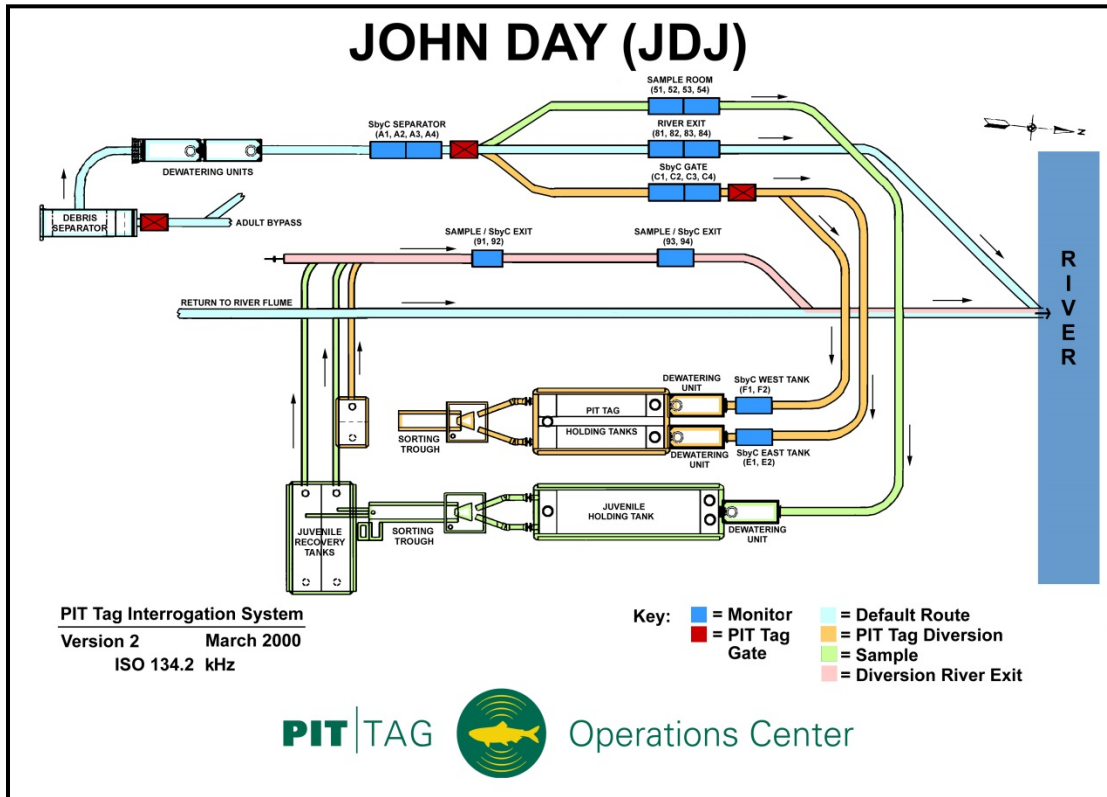 JOHN DAY (JDJ)
SAMPLE ROOM
(51, 52, 53, 54)
SbyC SEPARATOR
(A1, A2, A3, A4)
RIVER EXIT
(81, 82, 83, 84)
SbyC GATE
(C1, C2, C3, C4)
N
DEWATERING UNITS
DEBRIS
SEPARATOR
ADULT BYPASS
SAMPLE / SbyC EXIT
(91, 92)
SAMPLE / SbyC EXIT
(93, 94)
RETURN TO RIVER FLUME
RIVER
DEWATERING
UNIT
SbyC WEST TANK
(F1, F2)
PIT TAG
HOLDING TANKS
SORTING
TROUGH
DEWATERING
UNIT
SbyC EAST TANK
(E1, E2)
JUVENILE
RECOVERY
TANKS
SORTING
TROUGH
JUVENILE
HOLDING TANK
DEWATERING
UNIT
PIT Tag Interrogation System
Version 2 March 2000
ISO 134.2 kHz
Key:
= Monitor
= PIT Tag
Gate
= Default Route
= PIT Tag Diversion
= Sample
= Diversion River Exit
PIT TAG Operations Center